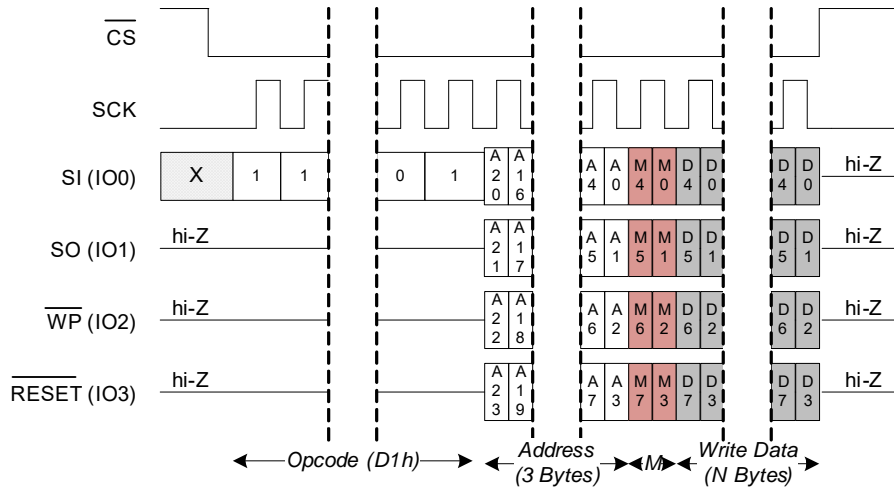 CS
SCK
SI (IO0) X 1 1 0 1 A20 A16 A4 A0 M4 M0 D4 D0 D4 D0 hi-Z
SO (IO1) hi-Z A21 A17 A5 A1 M5 M1 D5 D1 D5 D1 hi-Z
WP (IO2) hi-Z A22 A18 A6 A2 M6 M2 D6 D2 D6 D2 hi-Z
RESET (IO3) hi-Z A23 A19 A7 A3 M7 M3 D7 D3 D7 D3 hi-Z
Opcode (D1h) Address M Write Data
(3 Bytes) (N Bytes)